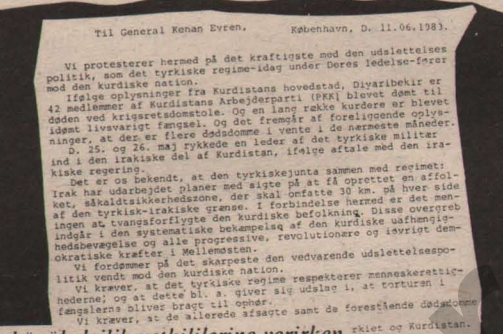 Til General Kenan Evren,    København, D. 11.06.1983.
Vi protesterer hermed på det kraftigste med den udslettelses
politik, som det tyrkiske regime-idag under Deres ledelse-fører
mod den kurdiske nation.
Ifølge oplysninger fra Kurdistans hovedstad, Diyaribekir er
42 medlemmer af Kurdistans Arbejderparti (PKK) blevet dømt til
døden ved krigsretsdomstole. Og en lang række kurdere er blevet
idømt livsvarigt fængsel. Og det fremgår af foreliggende oplys-
ninger, at der er flere dødsdomme i vente i de nærmeste måneder.
D. 25. og 26. maj rykkede en leder af det tyrkiske militær
ind i den irakiske del af Kurdistan, ifølge aftale med den ira-
kiske regering.
Det er os bekendt, at den tyrkiskejunta sammen med regimet:
Irak har udarbejdet planer med sigte på at få oprettet en affol-
ket, såkaldtsikkerhedszone, der skal omfatte 30 km. på hver side
af den tyrkisk-irakiske grænse. I forbindelse hermed er det men-
ingen at tvangsforflygte den kurdiske befolkning. Disse overgreb
indgår i den systematiske bekæmpelse af den kurdiske uafhængig-
hedsbevægelse og alle progressive, revolutionære og iøvrigt dem-
okratiske kræfter i Mellemøsten.
Vi fordømmer på det skarpeste den vedvarende udslettelsespo-
litik vendt mod den kurdiske nation.
Vi kræver, at det tyrkiske regime respekterer menneskerettig-
hederne; og at dette bl. a. giver sig udslag i, at torturen i
fængslerne bliver bragt til ophør.
Vi kræver, at de allerede afsagte samt de forestående dødsdomme
rkiet og Kurdistan.